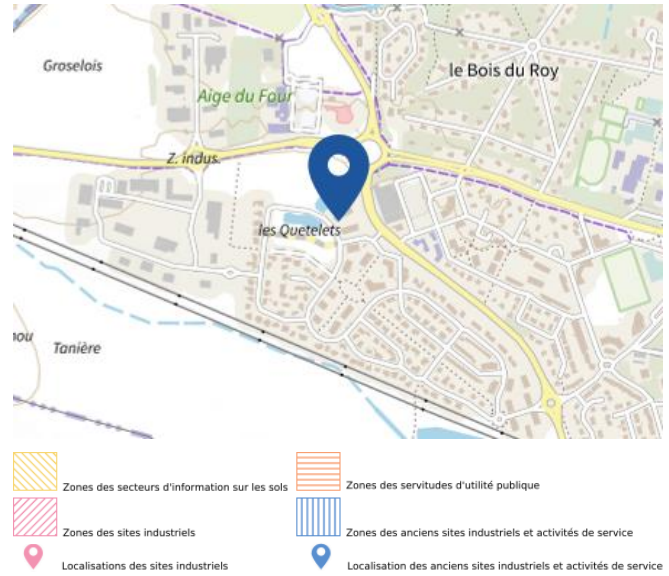 Groselois
le Bois du Roy
Aige du Four
Z. indus.
les Quetelets
nou
Tanière
Zones des secteurs d'information sur les sols
Zones des servitudes d'utilité publique
Zones des sites industriels
Zones des anciens sites industriels et activités de service
Localisations des sites industriels
Localisation des anciens sites industriels et activités de service